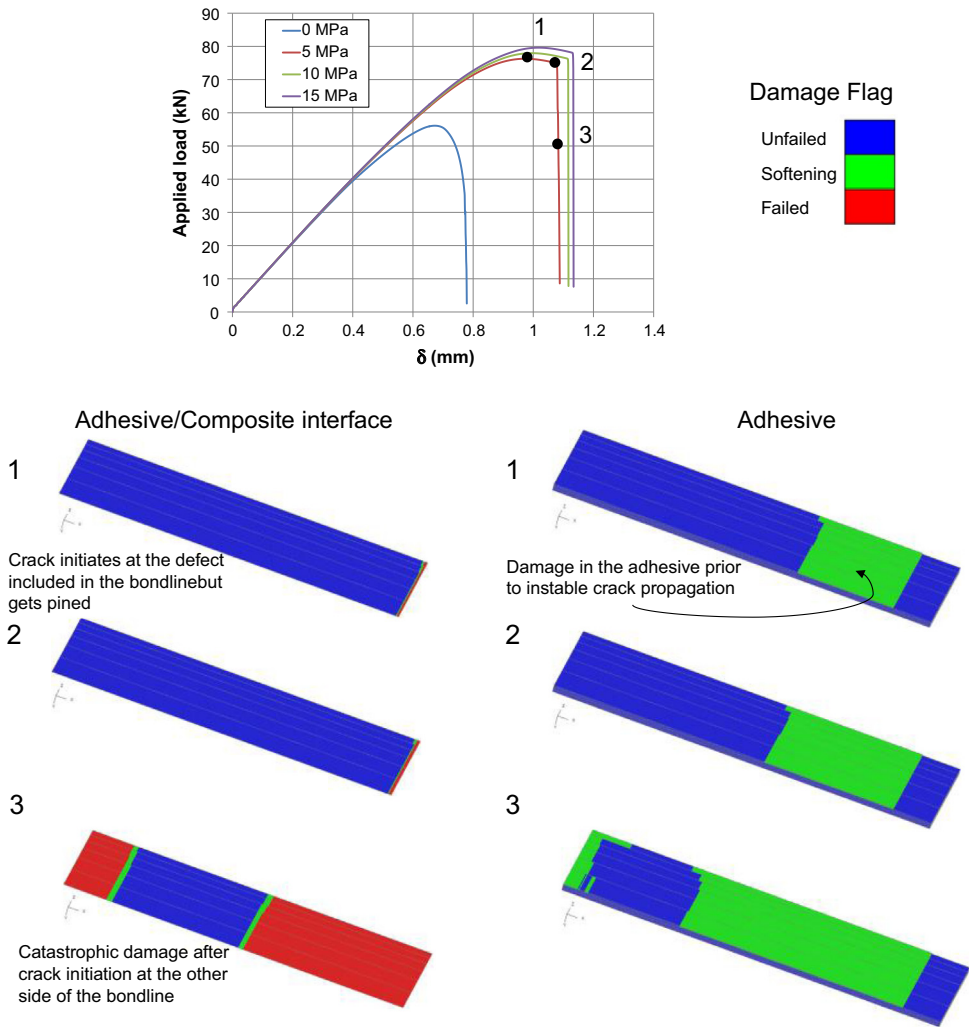 90
80
70
60
50
40
30
20
10
0
Applied load (kN)
0 MPa
5 MPa
10 MPa
15 MPa
1
2
3
0 0.2 0.4 0.6 0.8 1 1.2 1.4
δ (mm)
Damage Flag
Unfailed
Softening
Failed
Adhesive/Composite interface
1
Crack initiates at the defect
included in the bondlinebut
gets pined
2
3
Catastrophic damage after
crack initiation at the other
side of the bondline
Adhesive
1
Damage in the adhesive prior
to instable crack propagation
2
3